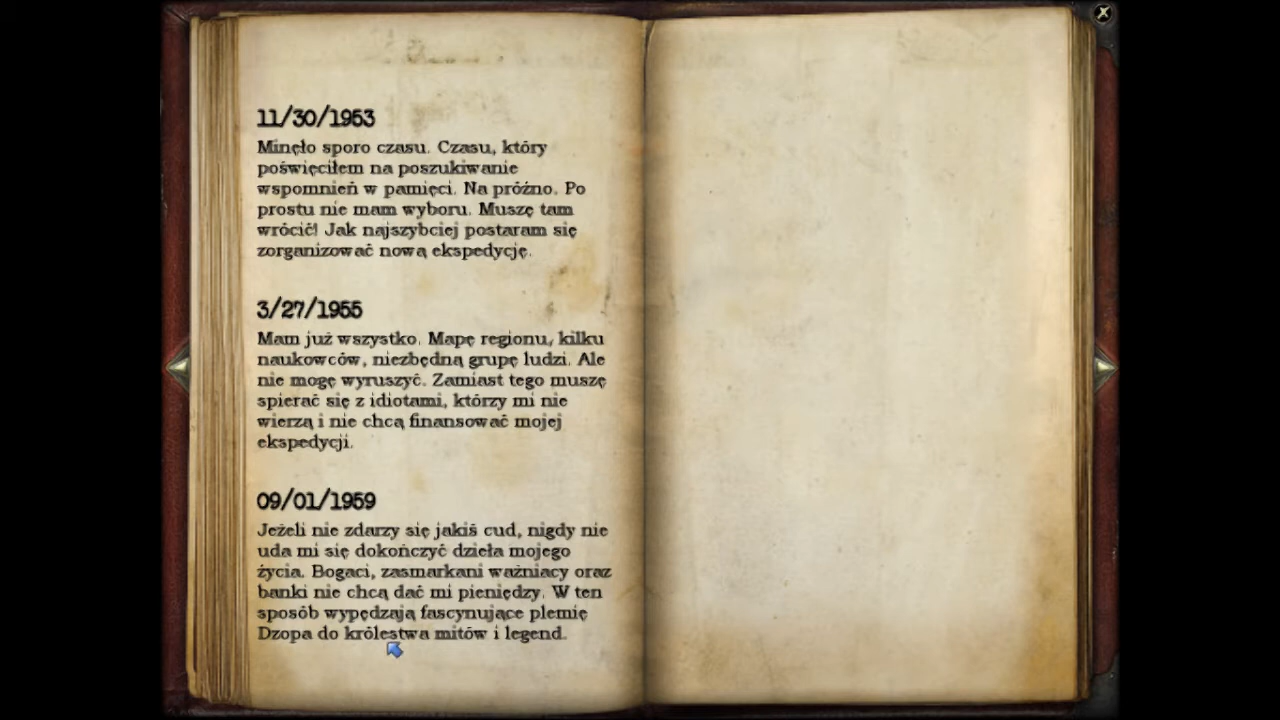 11/30/1953
Minęło sporo czasu. Czasu, który
poświęciłem na poszukiwanie
wspomnień w pamięci. Na próżno. Po
prostu nie mam wyboru. Muszę tam
wrócić! Jak najszybciej postaram się
zorganizować nową ekspedycję.
3/27/1955
Mam już wszystko. Mapę regionu, kilku
naukowców, niezbędną grupę ludzi. Ale
nie mogę wyruszyć. Zamiast tego muszę
spierać się z idiotami, którzy mi nie
wierzą i nie chcą finansować mojej
ekspedycji.
09/01/1959
Jeżeli nie zdarzy się jakiś cud, nigdy nie
uda mi się dokończyć dzieła mojego
życia. Bogaci, zasmarkani ważniacy oraz
banki nie chcą dać mi pieniędzy. W ten
sposób wypędzają fascynujące plemię
Dzopa do królestwa mitów i legend.